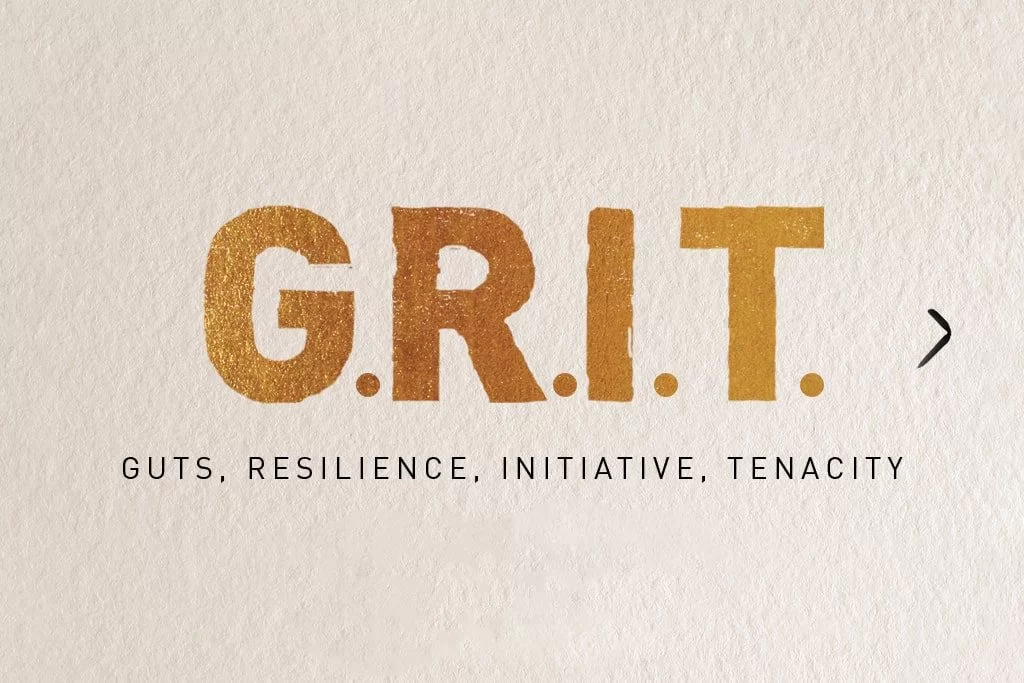 G.R.I.T.
GUTS, RESILIENCE, INITIATIVE, TENACITY